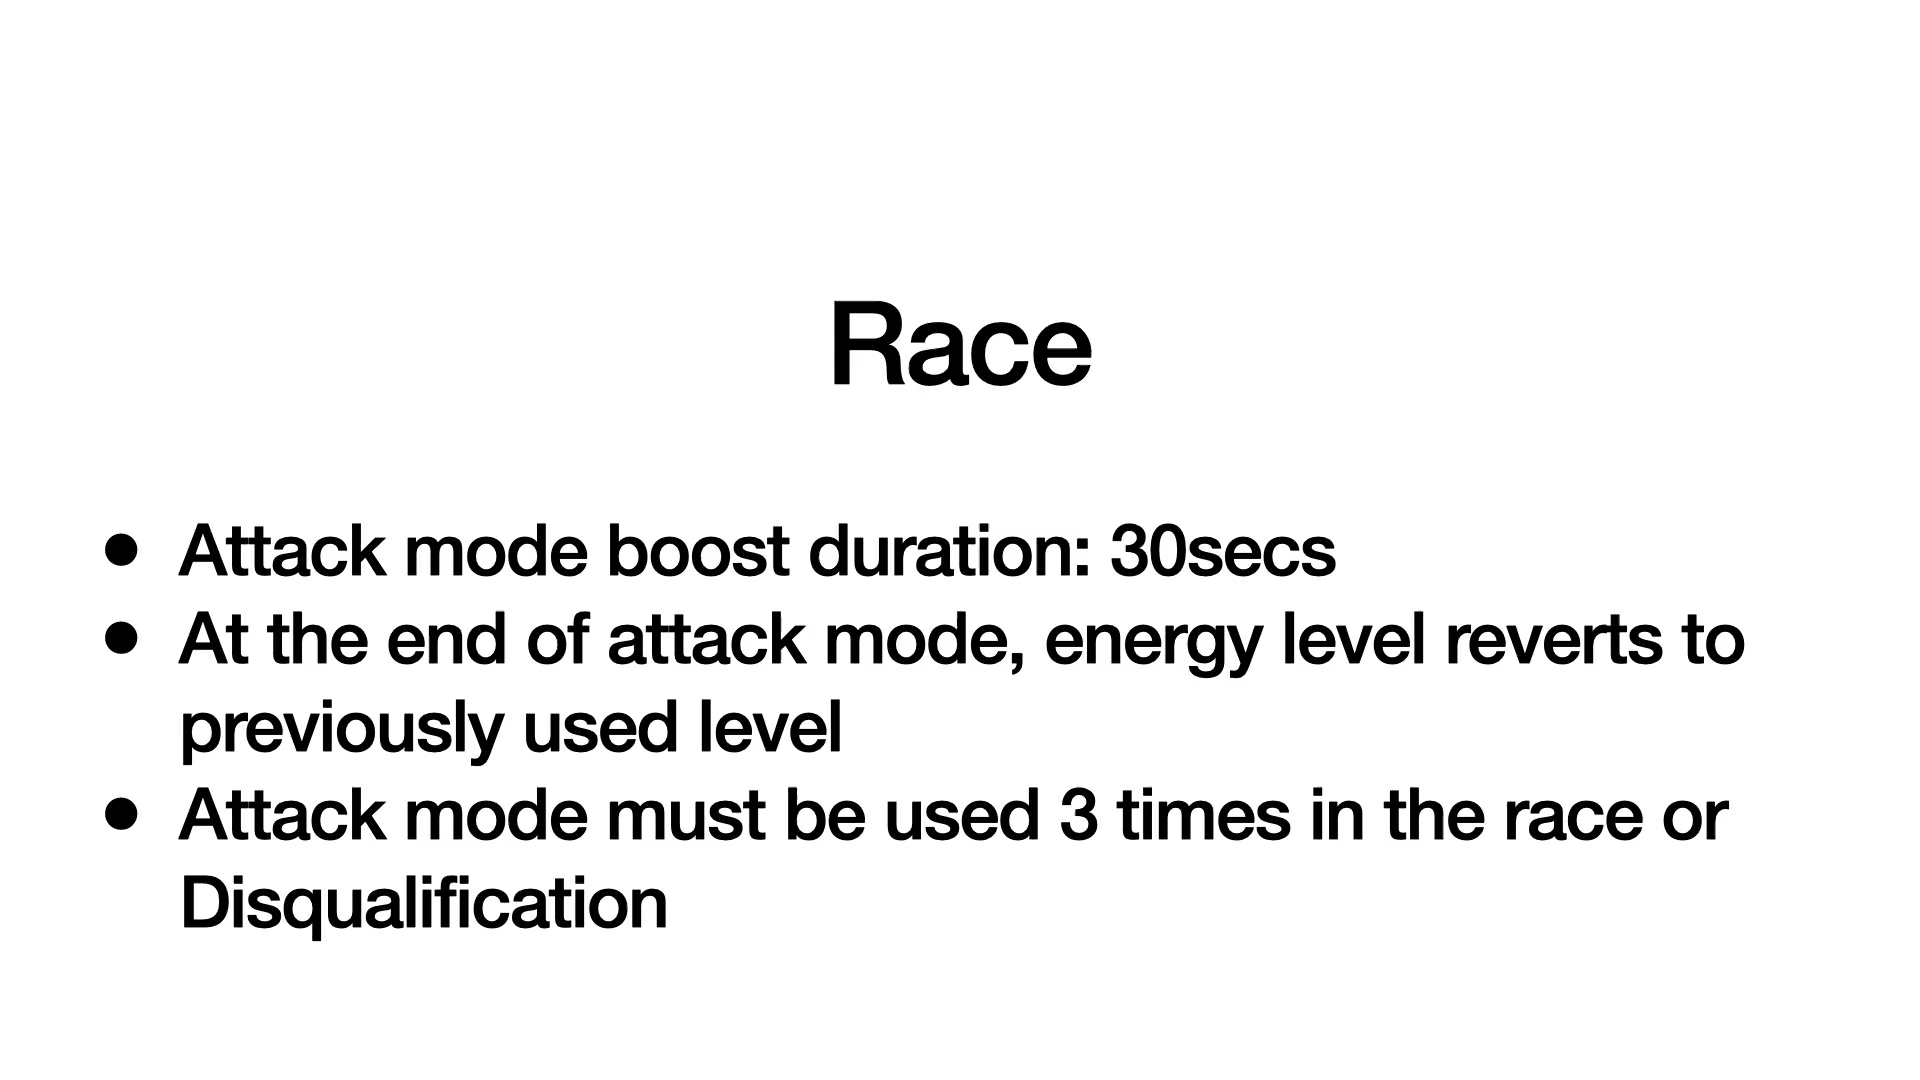 Race
● Attack mode boost duration: 30secs
● At the end of attack mode, energy level reverts to
previously used level
● Attack mode must be used 3 times in the race or
Disqualification